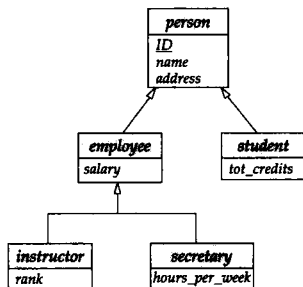 person
ID
name
address
employee
salary
student
tot_credits
instructor
rank
secretary
hours_per_week